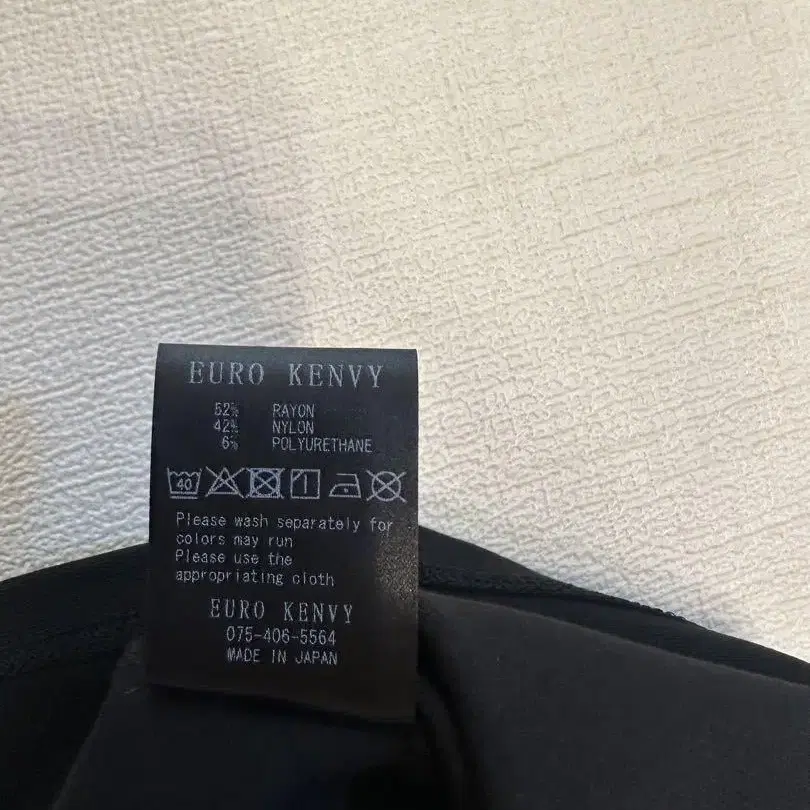 EURO KENVY
52% RAYON
42% NYLON
6% POLYURETHANE
40
Please wash separately for
colors may run
Please use the
appropriating cloth
EURO KENVY
075-406-5564
MADE IN JAPAN